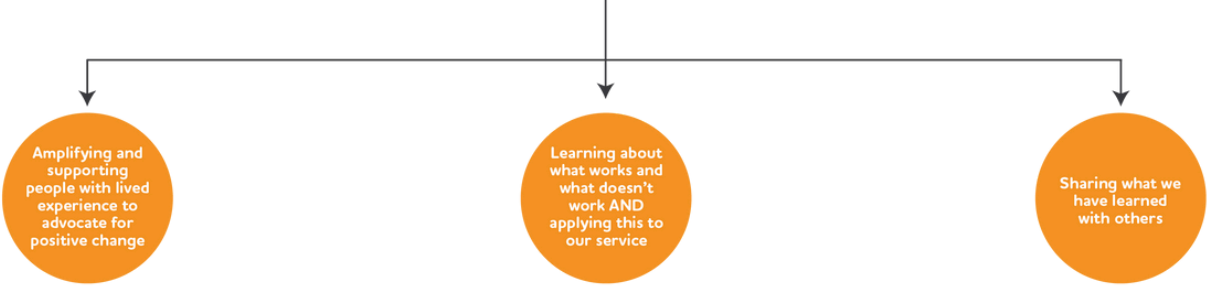 Amplifying and
supporting
people with lived
experience to
advocate for
positive change
Learning about
what works and
what doesn't
work AND
applying this to
our service
Sharing what we
have learned
with others